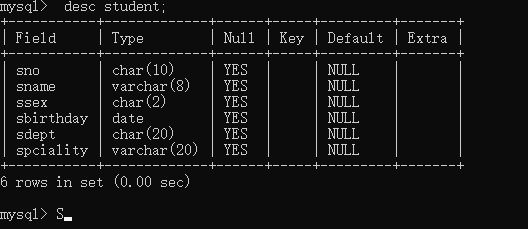 mysql> desc student;
+-----------+-------------+------+-----+---------+-------+
| Field | Type | Null | Key | Default | Extra |
+-----------+-------------+------+-----+---------+-------+
| sno | char(10) | YES | | NULL | |
| sname | varchar(8) | YES | | NULL | |
| ssex | char(2) | YES | | NULL | |
| sbirthday | date | YES | | NULL | |
| sdept | char(20) | YES | | NULL | |
| spciality | varchar(20) | YES | | NULL | |
+-----------+-------------+------+-----+---------+-------+
6 rows in set (0.00 sec)
mysql> S_